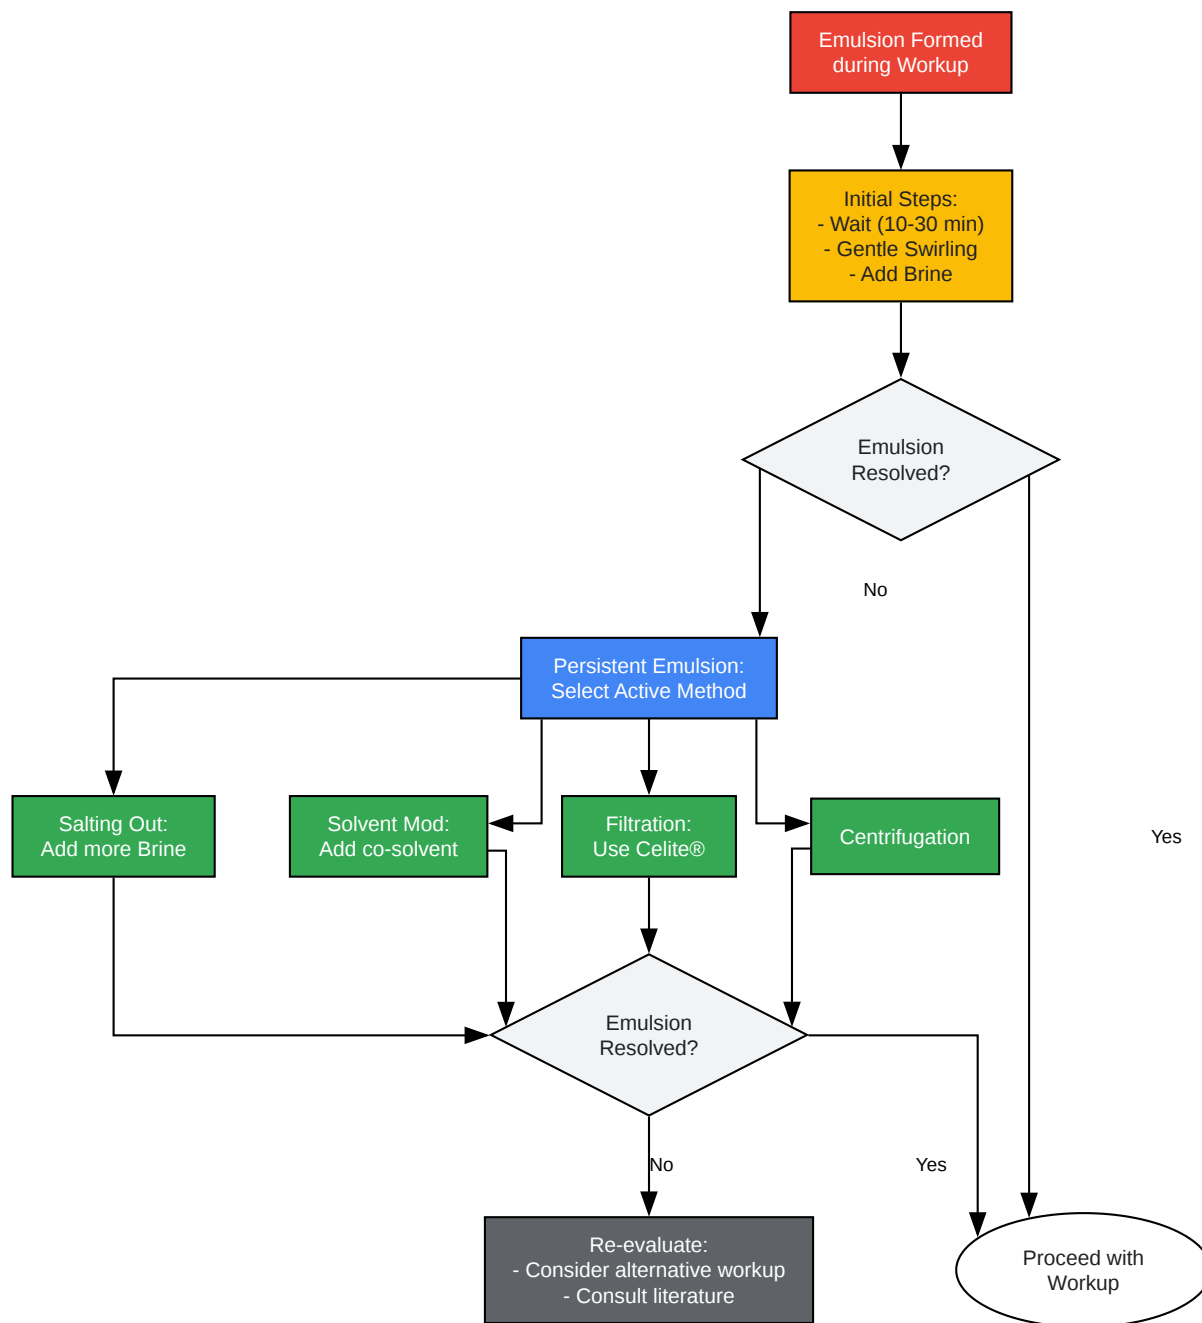 Emulsion Formed
during Workup
Initial Steps:
- Wait (10-30 min)
- Gentle Swirling
- Add Brine
Emulsion
Resolved?
No
Persistent Emulsion:
Select Active Method
Salting Out:
Add more Brine
Solvent Mod:
Add co-solvent
Filtration:
Use Celite®
Centrifugation
Yes
Emulsion
Resolved?
No
Yes
Re-evaluate:
- Consider alternative workup
- Consult literature
Proceed with
Workup